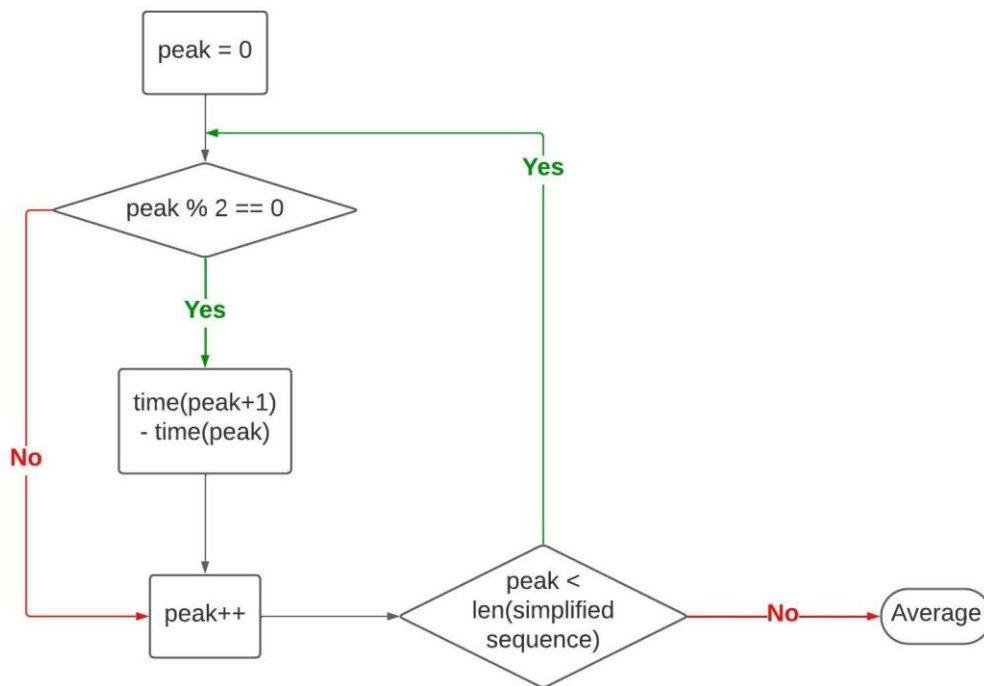 peak = 0
Yes
peak % 2 == 0
Yes
time(peak+1)
- time(peak)
No
peak <
len(simplified
sequence)
peak++
No
Average